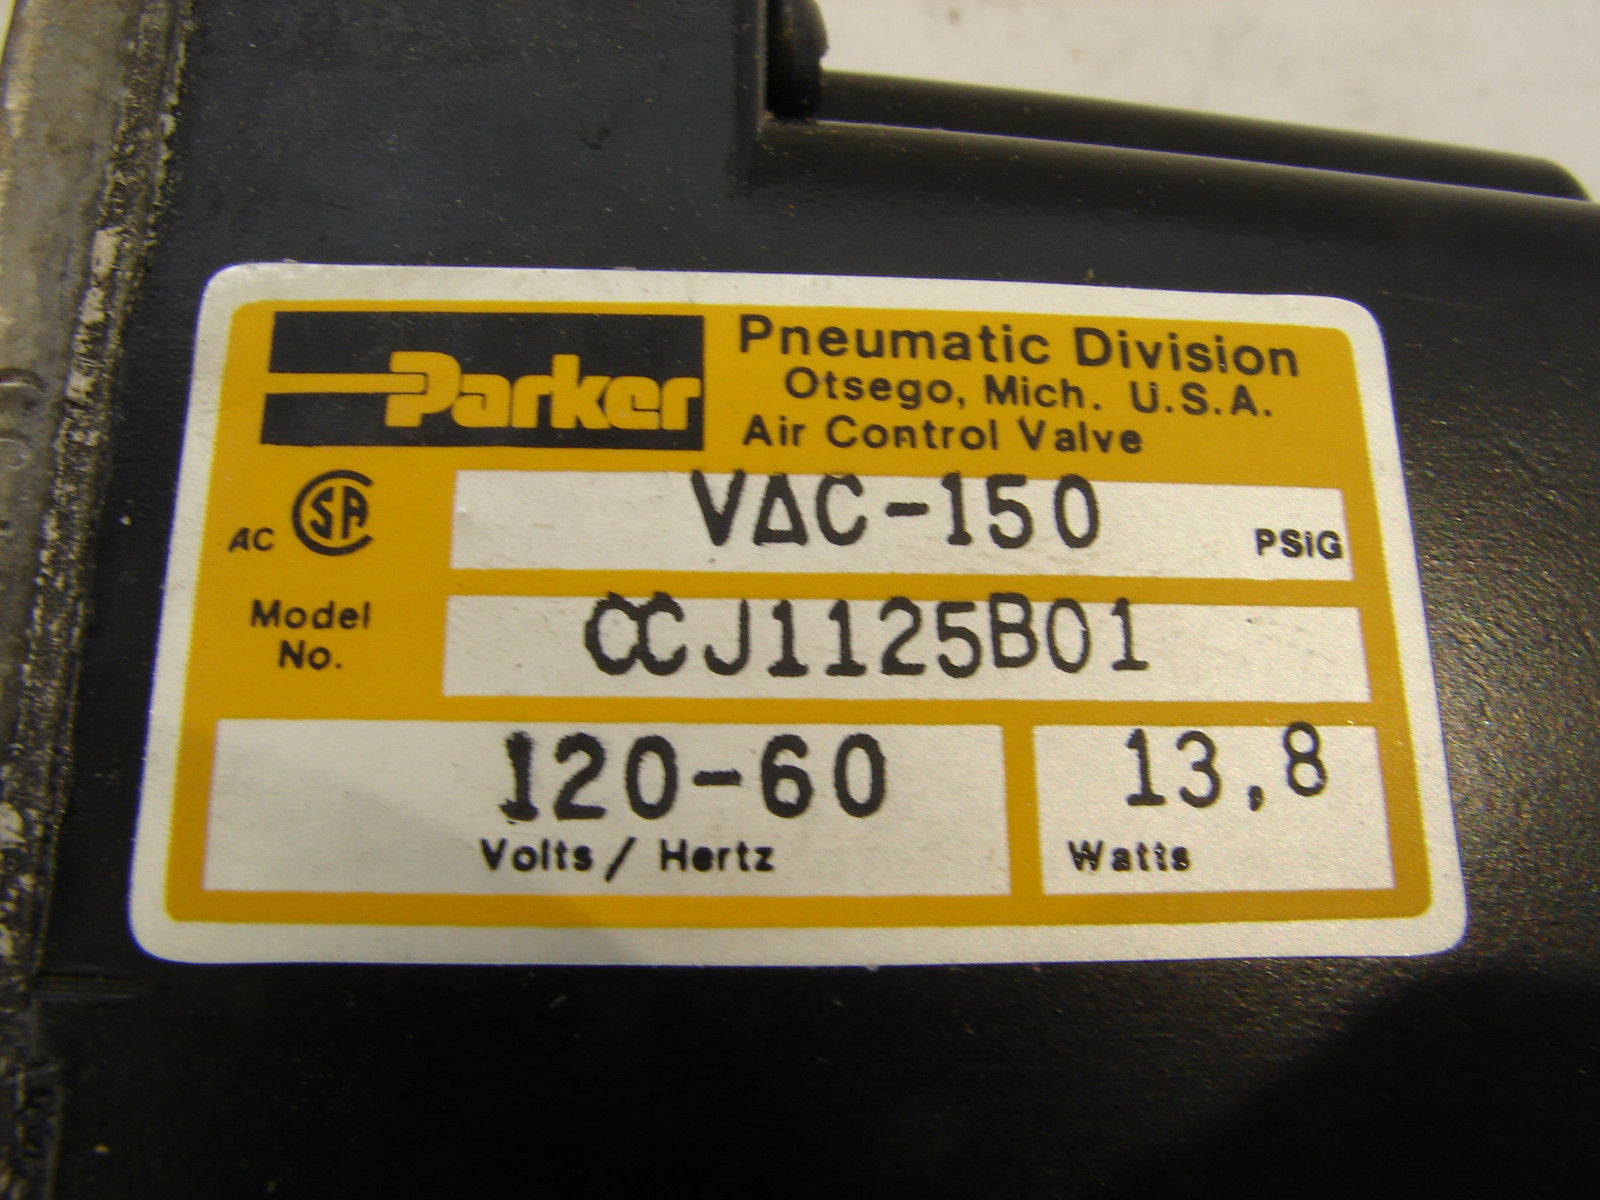 Parker
Pneumatic Division
Otsego, Mich. U.S.A.
Air Control Valve
AC CSA VAC-150 PSiG
Model No. CCJ1125B01
120-60
Volts / Hertz
13,8
Watts